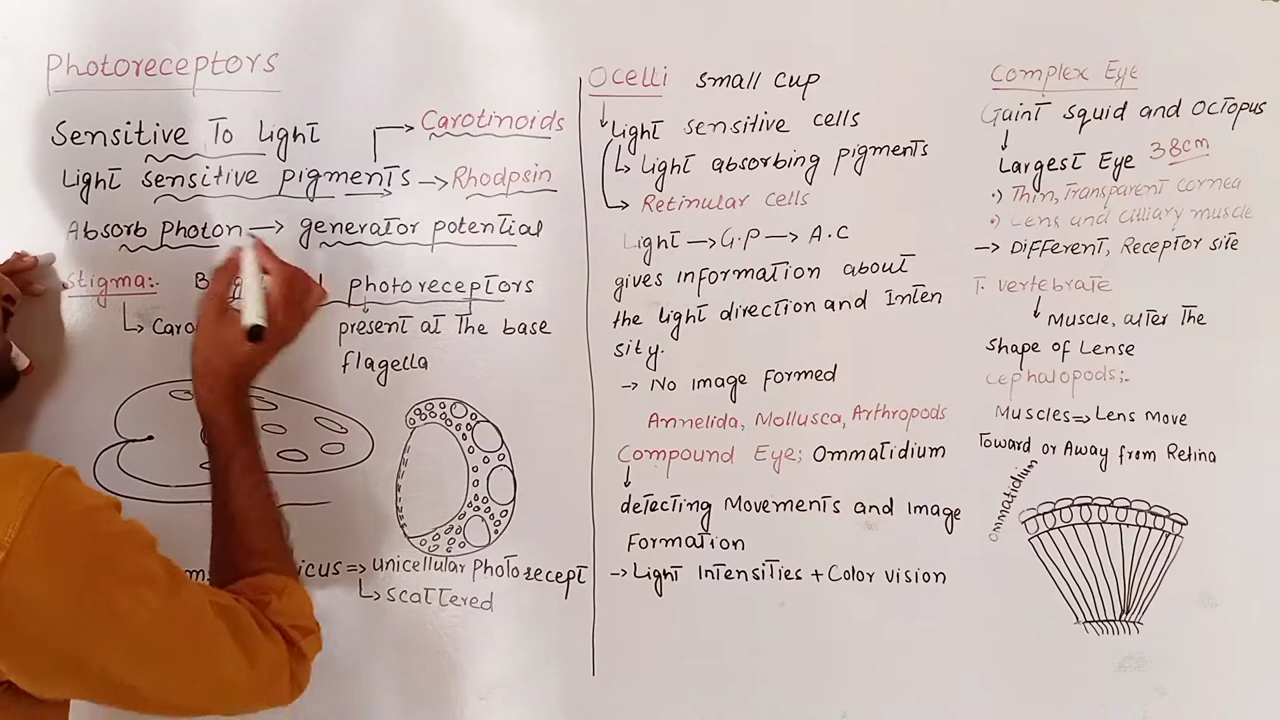 Photoreceptors
Sensitive To Light
Carotinoids
Light sensitive pigments → Rhodpsin
Absorb Photon → generator potential
Stigma:- photoreceptors
present at The base
flagella
icus ⇒ unicellular Photorecept
↳ scattered
Ocelli small cup
Light sensitive cells
↳ Light absorbing pigments
Retinular cells
Light → G.P → A.C
gives information about
the Light direction and Inten
sity.
→ No image Formed
Annelida, Mollusca, Arthropods
Compound Eye; Ommatidium
detecting Movements and Image
Formation
→ Light Intensities + Color vision
Complex Eye
Gaint squid and Octopus
Largest Eye 38cm
•) Thin, Transparent cornea
•) Lens and cilliary muscle
→ Different, Receptor site
vertebrate
Muscle, alter The
Shape of Lense
Cephalopods;-
Muscles ⇒ Lens move
Toward or Away from Retina
Ommatidium